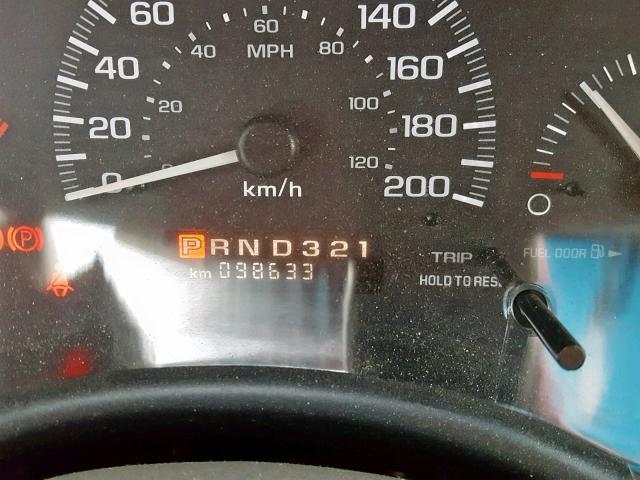 60 140
60
40 80
MPH
40 160
20 100
20 180
0 120
km/h 200
P
PRND321
TRIP
FUEL DOOR
km 098633
HOLD TO RES